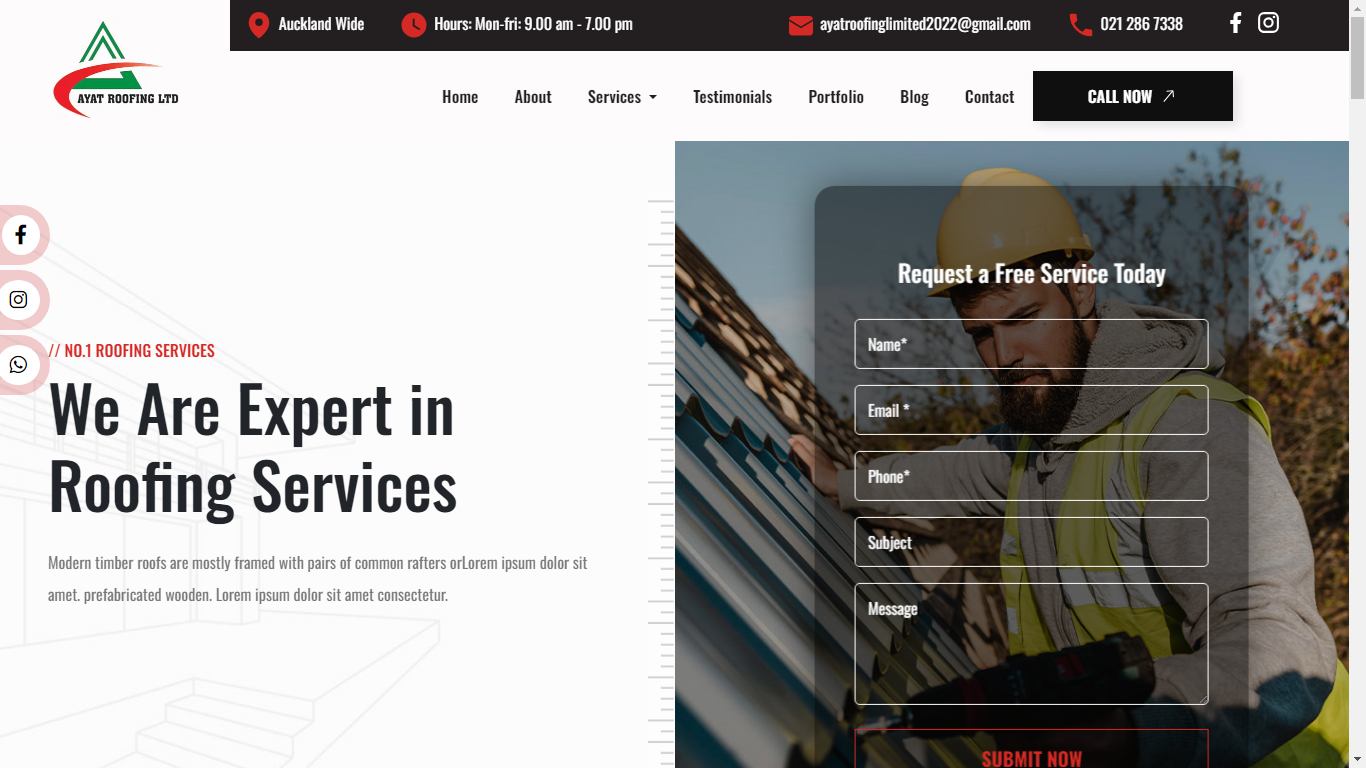 Auckland Wide
Hours: Mon-fri: 9.00 am - 7.00 pm
ayatroofinglimited2022@gmail.com
021 286 7338
AYAT ROOFING LTD
Home
About
Services
Testimonials
Portfolio
Blog
Contact
CALL NOW
// NO.1 ROOFING SERVICES
We Are Expert in
Roofing Services
Modern timber roofs are mostly framed with pairs of common rafters orLorem ipsum dolor sit
amet. prefabricated wooden. Lorem ipsum dolor sit amet consectetur.
Request a Free Service Today
Name*
Email *
Phone*
Subject
Message
SUBMIT NOW